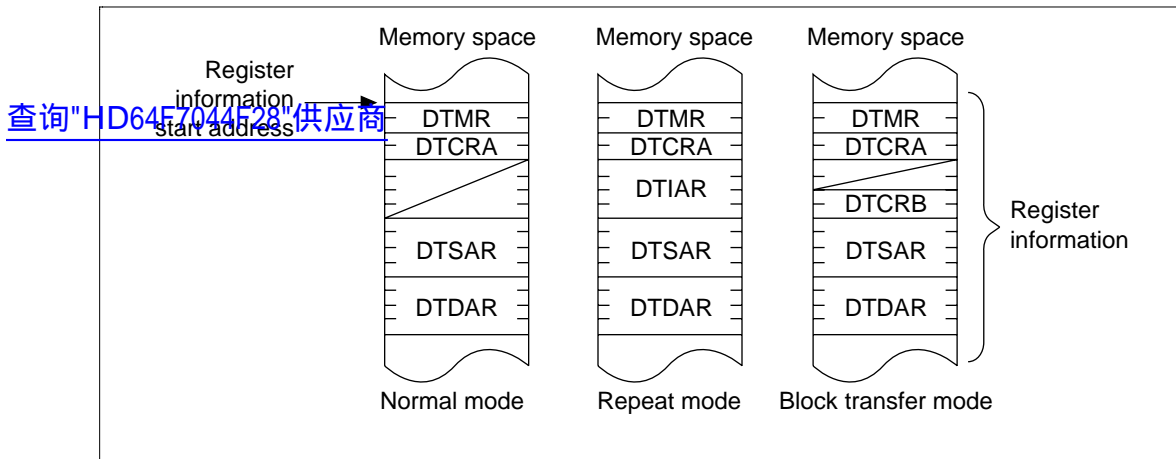 Memory space Memory space Memory space
Register
information
start address
查询"HD64F7044F28"供应商
DTMR DTMR DTMR
DTCRA DTCRA DTCRA
DTIAR
DTCRB
Register
information
DTSAR DTSAR DTSAR
DTDAR DTDAR DTDAR
Normal mode Repeat mode Block transfer mode